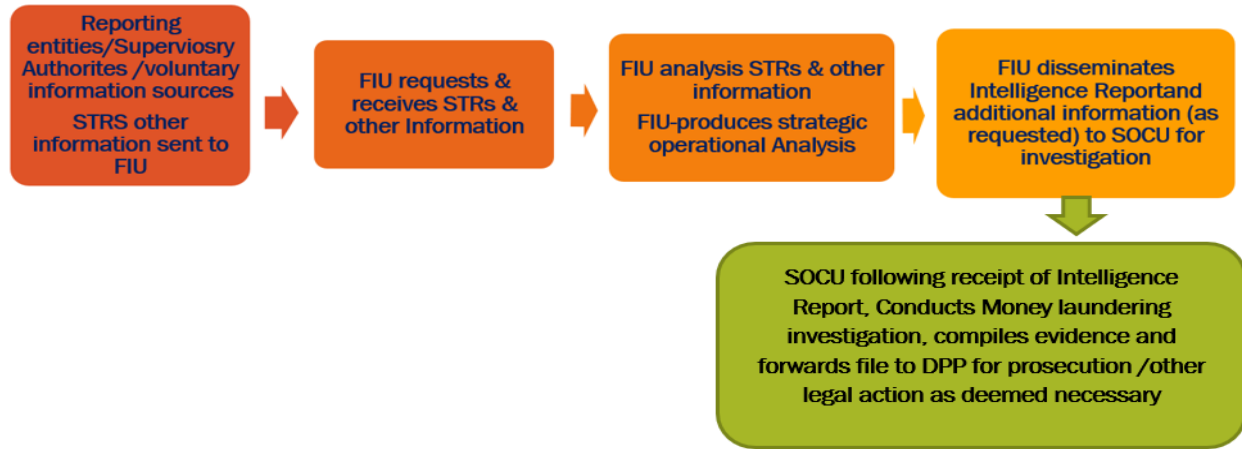 Reporting
entities/Superviosry
Authorites /voluntary
information sources
STRS other
information sent to
FIU
FIU requests &
receives STRs &
other Information
FIU analysis STRs & other
information
FIU-produces strategic
operational Analysis
FIU disseminates
Intelligence Reportand
additional information (as
requested) to SOCU for
investigation
SOCU following receipt of Intelligence
Report, Conducts Money laundering
investigation, compiles evidence and
forwards file to DPP for prosecution /other
legal action as deemed necessary